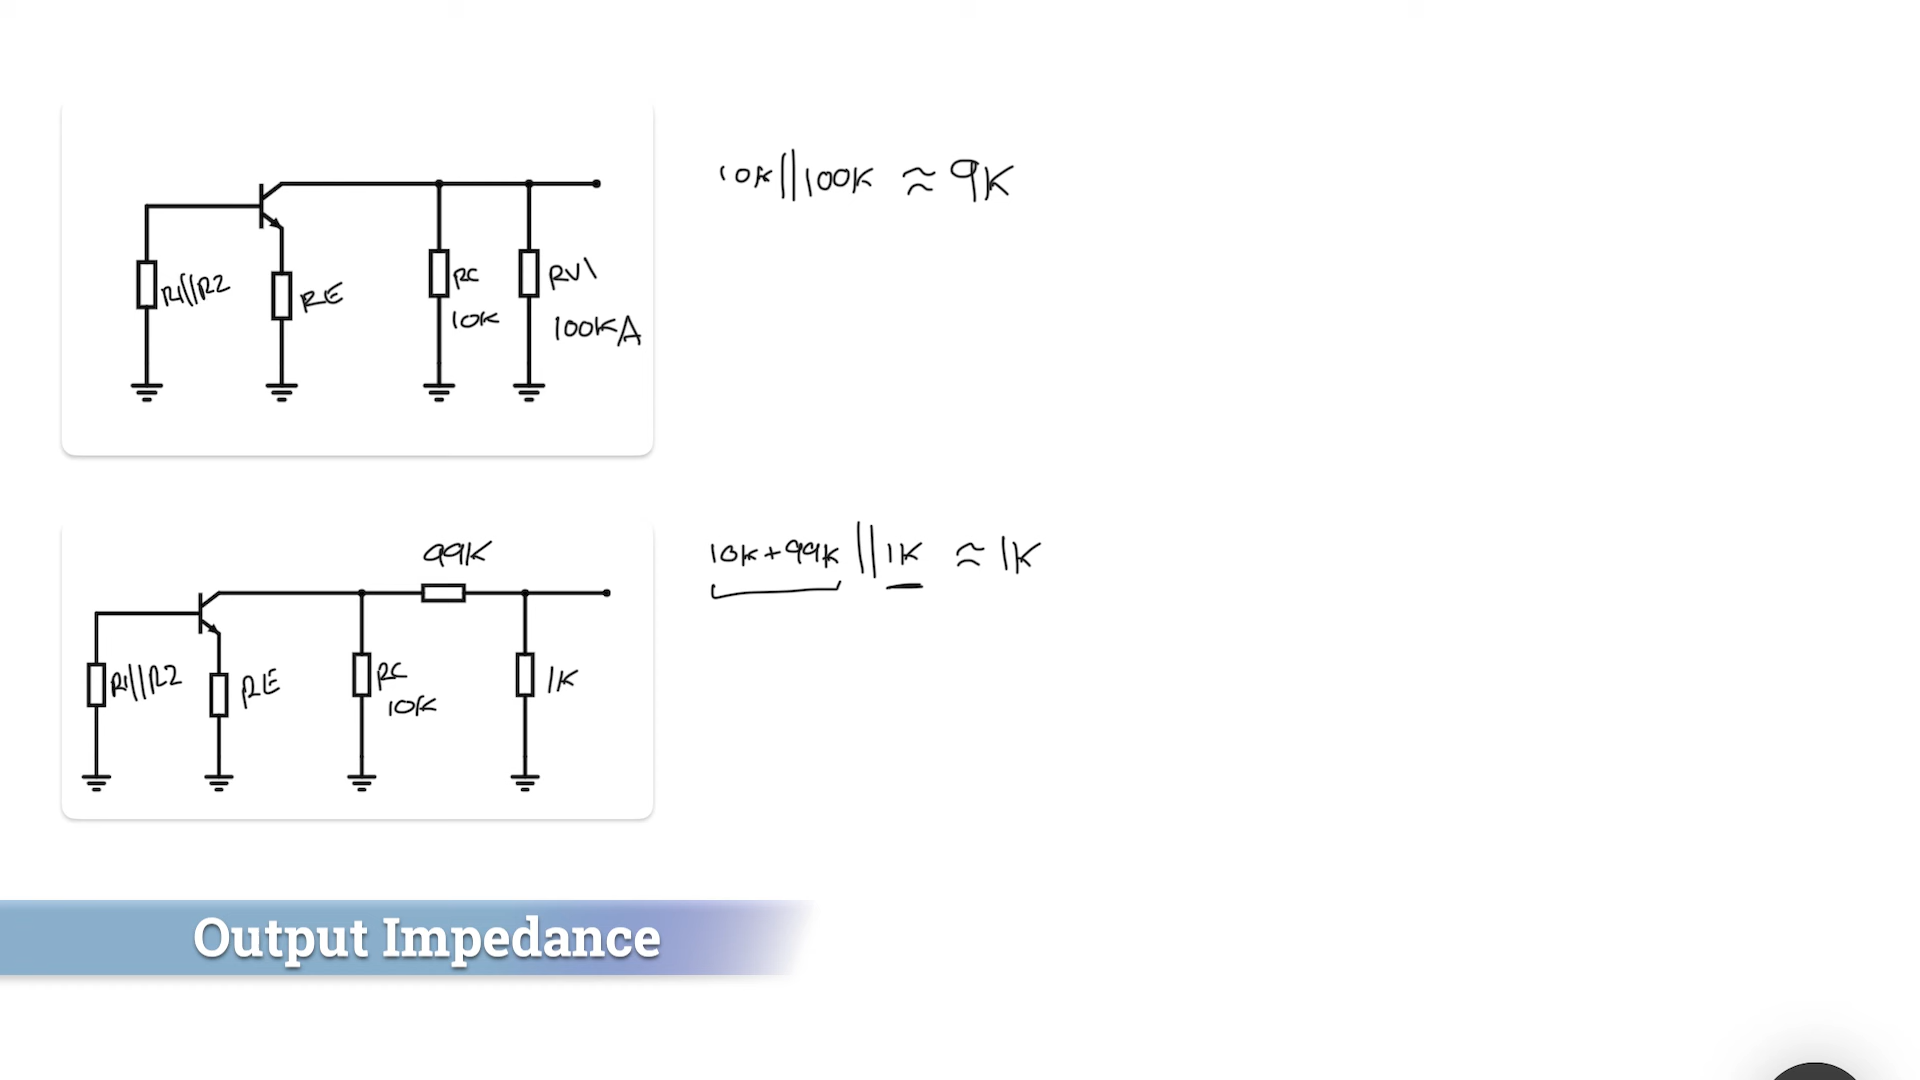 10K||100K ≈ 9K
R1||R2
RE
RC
10K
RV1
100KA
99K
10K+99K || 1K ≈ 1K
R1||R2
RE
RC
10K
1K
Output Impedance